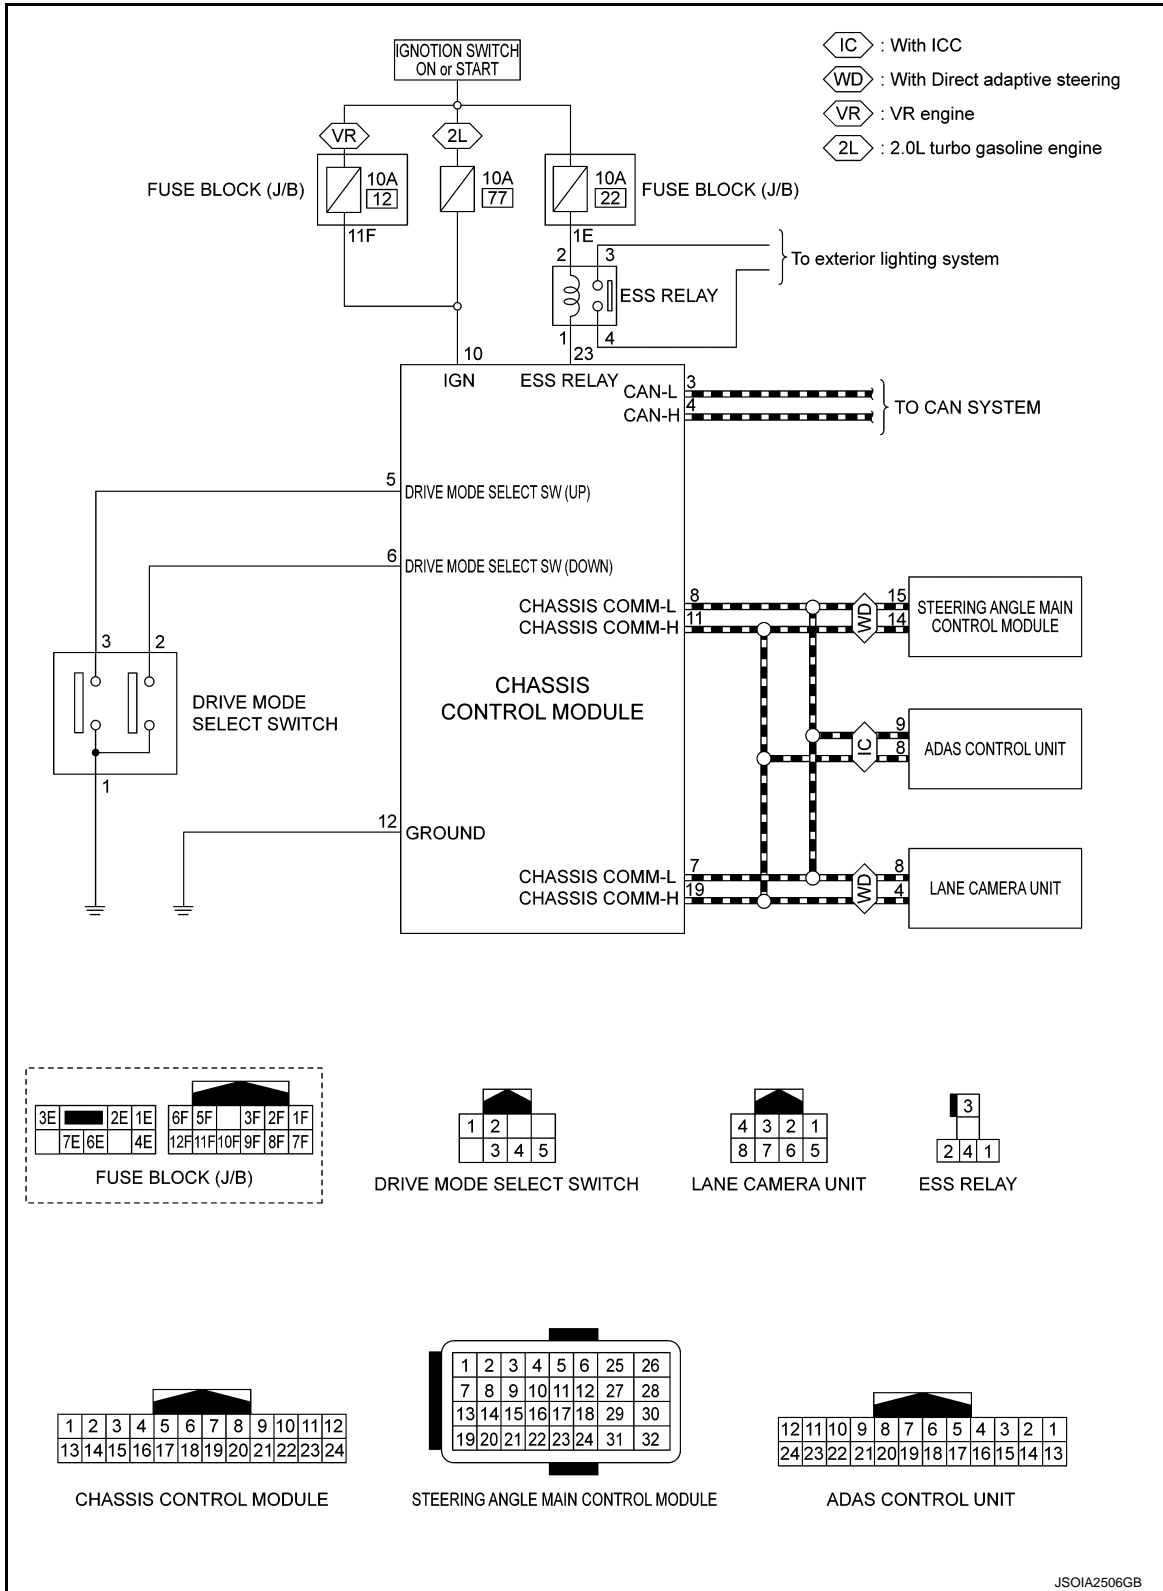 IGNOTION SWITCH
ON or START
IC : With ICC
WD : With Direct adaptive steering
VR : VR engine
2L : 2.0L turbo gasoline engine
VR
2L
FUSE BLOCK (J/B)
10A
12
10A
77
10A
22
FUSE BLOCK (J/B)
11F
1E
2
3
To exterior lighting system
ESS RELAY
1
4
10
23
IGN
ESS RELAY
CAN-L
3
CAN-H
4
TO CAN SYSTEM
5
DRIVE MODE SELECT SW (UP)
6
DRIVE MODE SELECT SW (DOWN)
CHASSIS COMM-L
8
CHASSIS COMM-H
11
WD
15
14
STEERING ANGLE MAIN
CONTROL MODULE
3
2
DRIVE MODE
SELECT SWITCH
1
CHASSIS
CONTROL MODULE
IC
9
8
ADAS CONTROL UNIT
12
GROUND
CHASSIS COMM-L
7
CHASSIS COMM-H
19
WD
8
4
LANE CAMERA UNIT
3E 2E 1E
7E 6E 4E
6F 5F 3F 2F 1F
12F 11F 10F 9F 8F 7F
FUSE BLOCK (J/B)
1 2
3 4 5
DRIVE MODE SELECT SWITCH
4 3 2 1
8 7 6 5
LANE CAMERA UNIT
3
2 4 1
ESS RELAY
1 2 3 4 5 6 7 8 9 10 11 12
13 14 15 16 17 18 19 20 21 22 23 24
CHASSIS CONTROL MODULE
1 2 3 4 5 6 25 26
7 8 9 10 11 12 27 28
13 14 15 16 17 18 29 30
19 20 21 22 23 24 31 32
STEERING ANGLE MAIN CONTROL MODULE
12 11 10 9 8 7 6 5 4 3 2 1
24 23 22 21 20 19 18 17 16 15 14 13
ADAS CONTROL UNIT
JSOIA2506GB